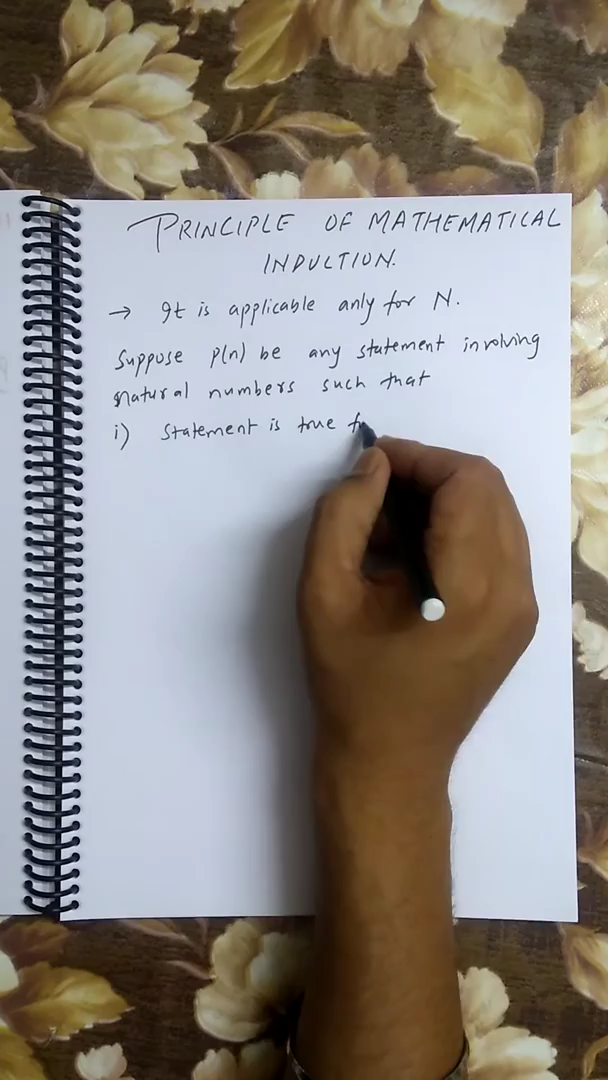 PRINCIPLE OF MATHEMATICAL
INDUCTION.
→ It is applicable only for N.
Suppose P(n) be any statement involving
natural numbers such that
i) Statement is true